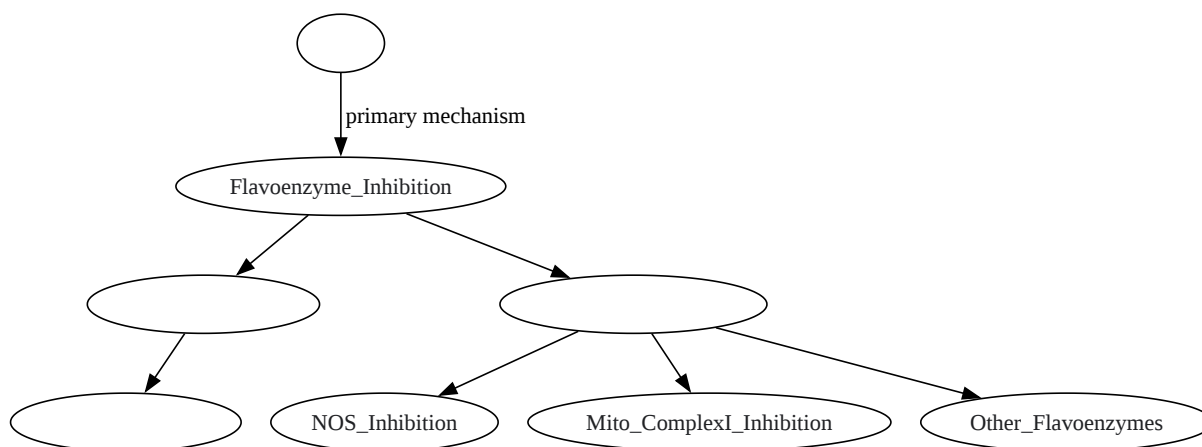 primary mechanism
Flavoenzyme_Inhibition
NOS_Inhibition
Mito_ComplexI_Inhibition
Other_Flavoenzymes